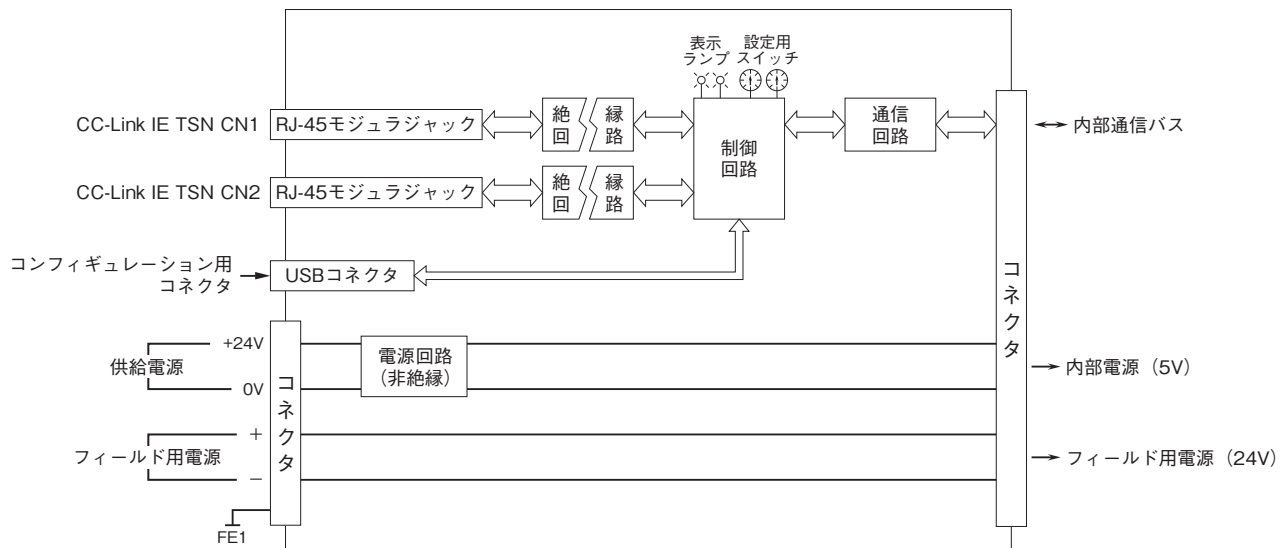 表示
ランプ
設定用
スイッチ
CC-Link IE TSN CN1
RJ-45モジュラジャック
絶 縁
回 路
制御
回路
通信
回路
内部通信バス
CC-Link IE TSN CN2
RJ-45モジュラジャック
絶 縁
回 路
コンフィギュレーション用
コネクタ
USBコネクタ
コネクタ
供給電源
+24V
0V
コネクタ
電源回路
(非絶縁)
内部電源(5V)
フィールド用電源
+
−
フィールド用電源(24V)
FE1